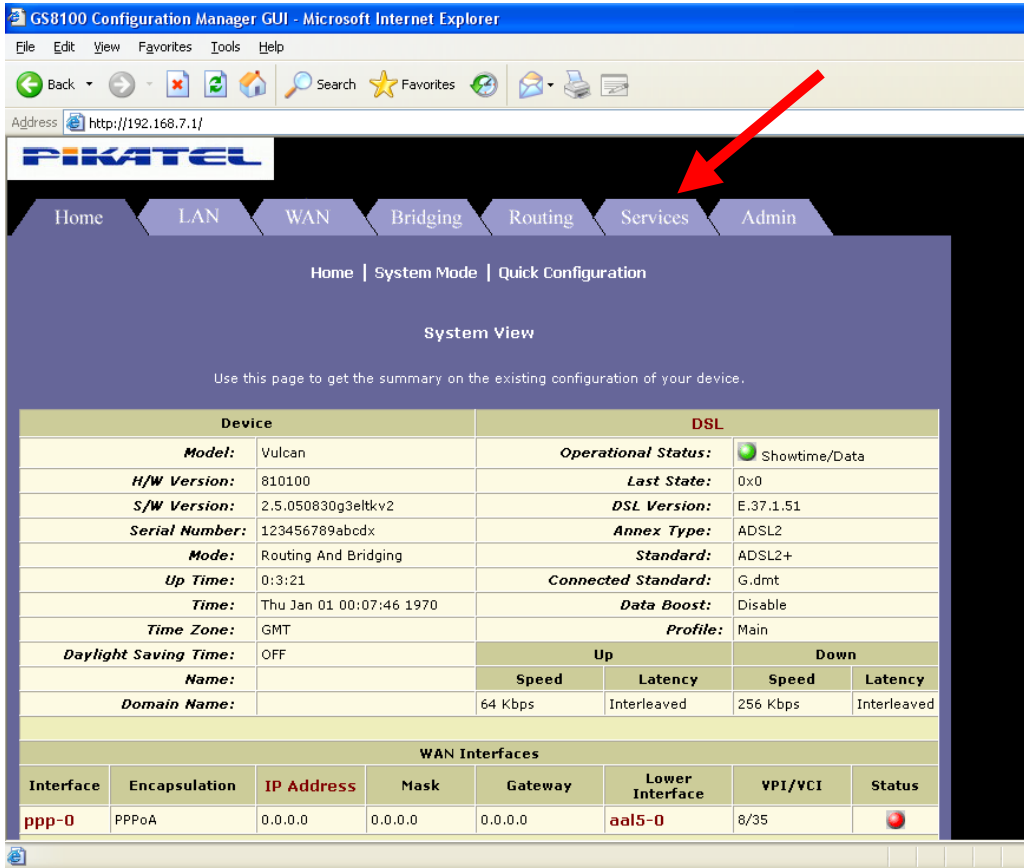 GS8100 Configuration Manager GUI - Microsoft Internet Explorer
File Edit View Favorites Tools Help
Back Search Favorites
Address http://192.168.7.1/
PIKATEL
Home LAN WAN Bridging Routing Services Admin
Home | System Mode | Quick Configuration
System View
Use this page to get the summary on the existing configuration of your device.
Device DSL
Model: Vulcan Operational Status: Showtime/Data
H/W Version: 810100 Last State: 0x0
S/W Version: 2.5.050830g3eltkv2 DSL Version: E.37.1.51
Serial Number: 123456789abcdx Annex Type: ADSL2
Mode: Routing And Bridging Standard: ADSL2+
Up Time: 0:3:21 Connected Standard: G.dmt
Time: Thu Jan 01 00:07:46 1970 Data Boost: Disable
Time Zone: GMT Profile: Main
Daylight Saving Time: OFF Up Down
Name: Speed Latency Speed Latency
Domain Name: 64 Kbps Interleaved 256 Kbps Interleaved
WAN Interfaces
Interface Encapsulation IP Address Mask Gateway Lower Interface VPI/VCI Status
ppp-0 PPPoA 0.0.0.0 0.0.0.0 0.0.0.0 aal5-0 8/35